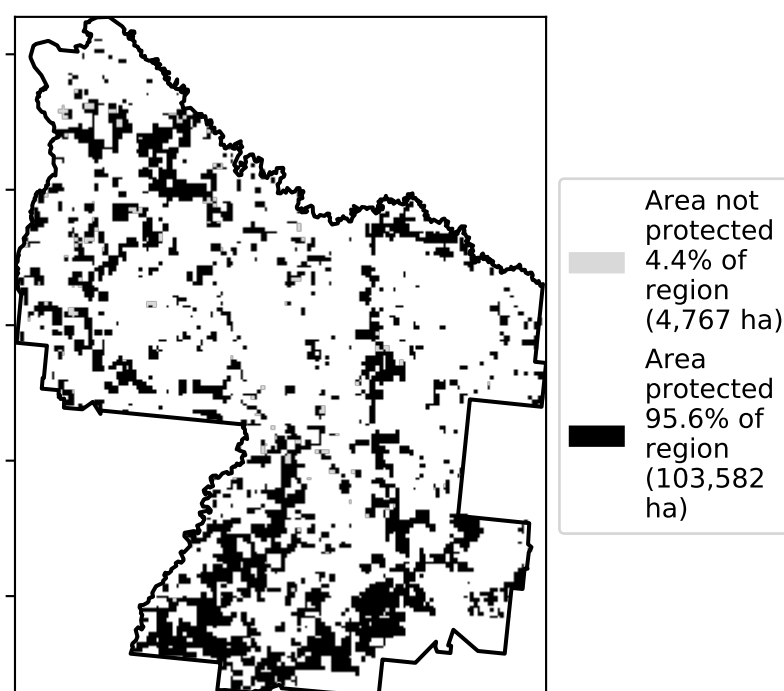 Area not
protected
4.4% of
region
(4,767 ha)
Area
protected
95.6% of
region
(103,582
ha)